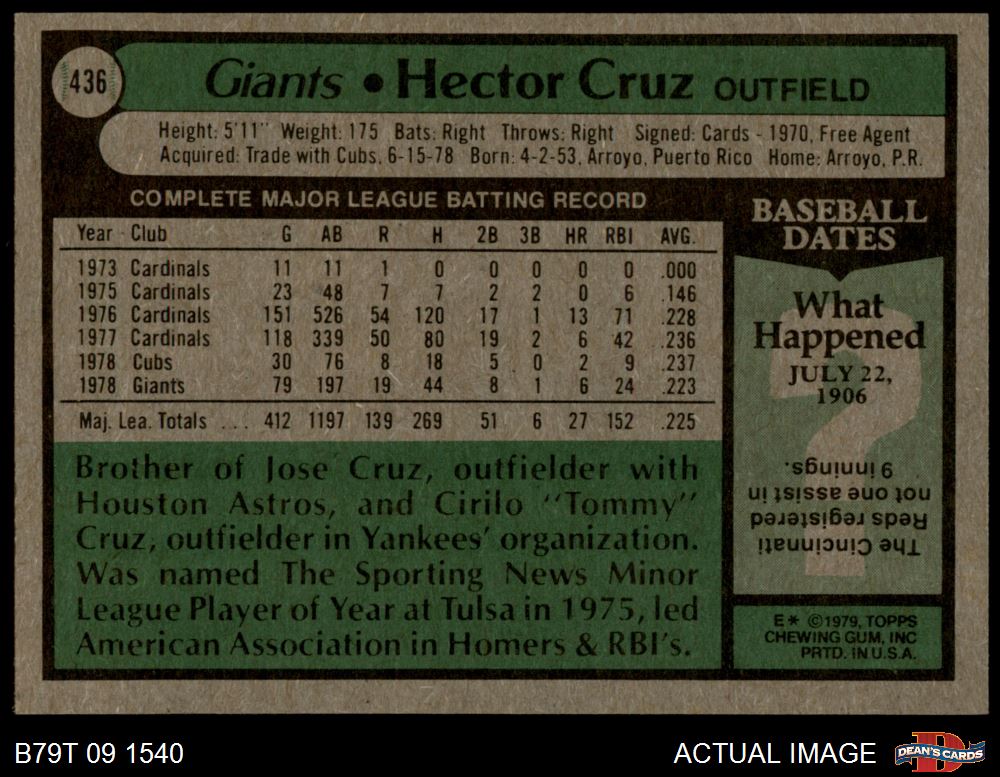 436
Giants • Hector Cruz OUTFIELD
Height: 5'11" Weight: 175 Bats: Right Throws: Right Signed: Cards - 1970, Free Agent
Acquired: Trade with Cubs, 6-15-78 Born: 4-2-53, Arroyo, Puerto Rico Home: Arroyo, P.R.
COMPLETE MAJOR LEAGUE BATTING RECORD
Year Club G AB R H 2B 3B HR RBI AVG.
1973 Cardinals 11 11 1 0 0 0 0 0 .000
1975 Cardinals 23 48 7 7 2 2 0 6 .146
1976 Cardinals 151 526 54 120 17 1 13 71 .228
1977 Cardinals 118 339 50 80 19 2 6 42 .236
1978 Cubs 30 76 8 18 5 0 2 9 .237
1978 Giants 79 197 19 44 8 1 6 24 .223
Maj. Lea. Totals ... 412 1197 139 269 51 6 27 152 .225
Brother of Jose Cruz, outfielder with
Houston Astros, and Cirilo "Tommy"
Cruz, outfielder in Yankees' organization.
Was named The Sporting News Minor
League Player of Year at Tulsa in 1975, led
American Association in Homers & RBI's.
BASEBALL
DATES
What
Happened
JULY 22,
1906
The Cincinnati
Reds registered
not one assist in
9 innings.
E* ©1979, TOPPS
CHEWING GUM, INC
PRTD. IN U.S.A.
B79T 09 1540
ACTUAL IMAGE
D
DEAN'S CARDS